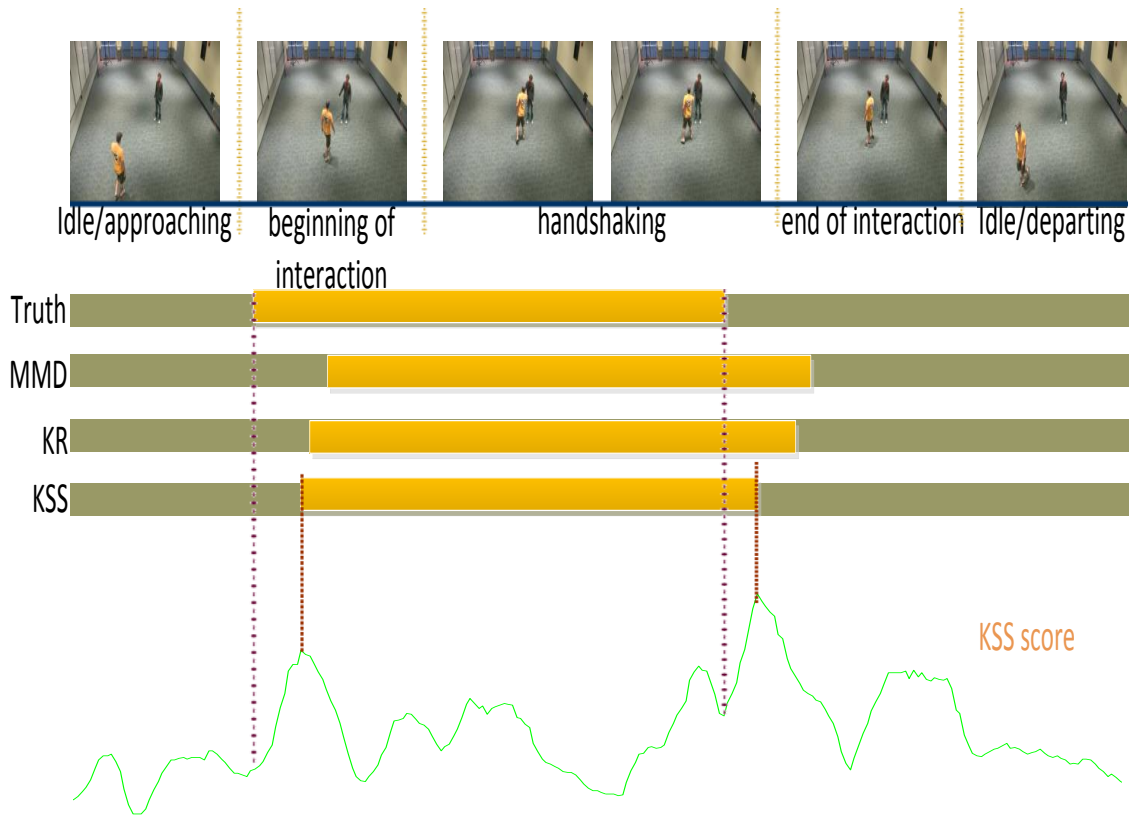 Idle/approaching
beginning of
interaction
handshaking
end of interaction
Idle/departing
Truth
MMD
KR
KSS
KSS score